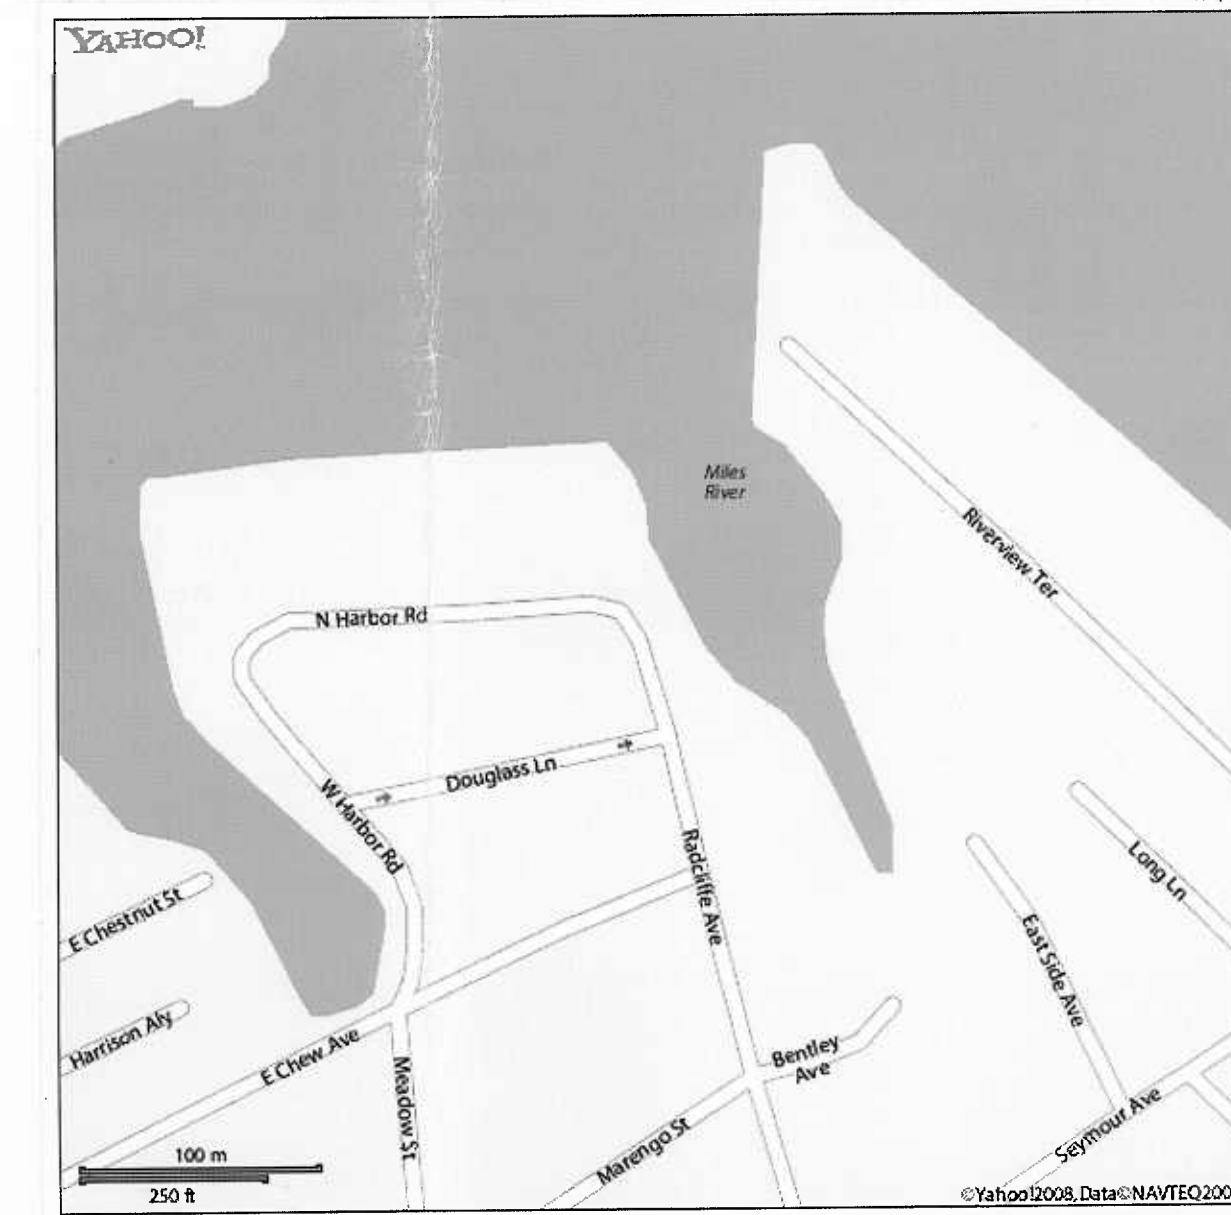 YAHOO!
Miles
River
Riverview Ter
N Harbor Rd
Douglass Ln
W Harbor Rd
Radcliffe Ave
Long Ln
E Chestnut St
East Side Ave
Harrison Aly
E Chew Ave
Bentley
Ave
Meadow St
Marengo St
Seymour Ave
100 m
250 ft
©Yahoo!2008, Data©NAVTEQ200